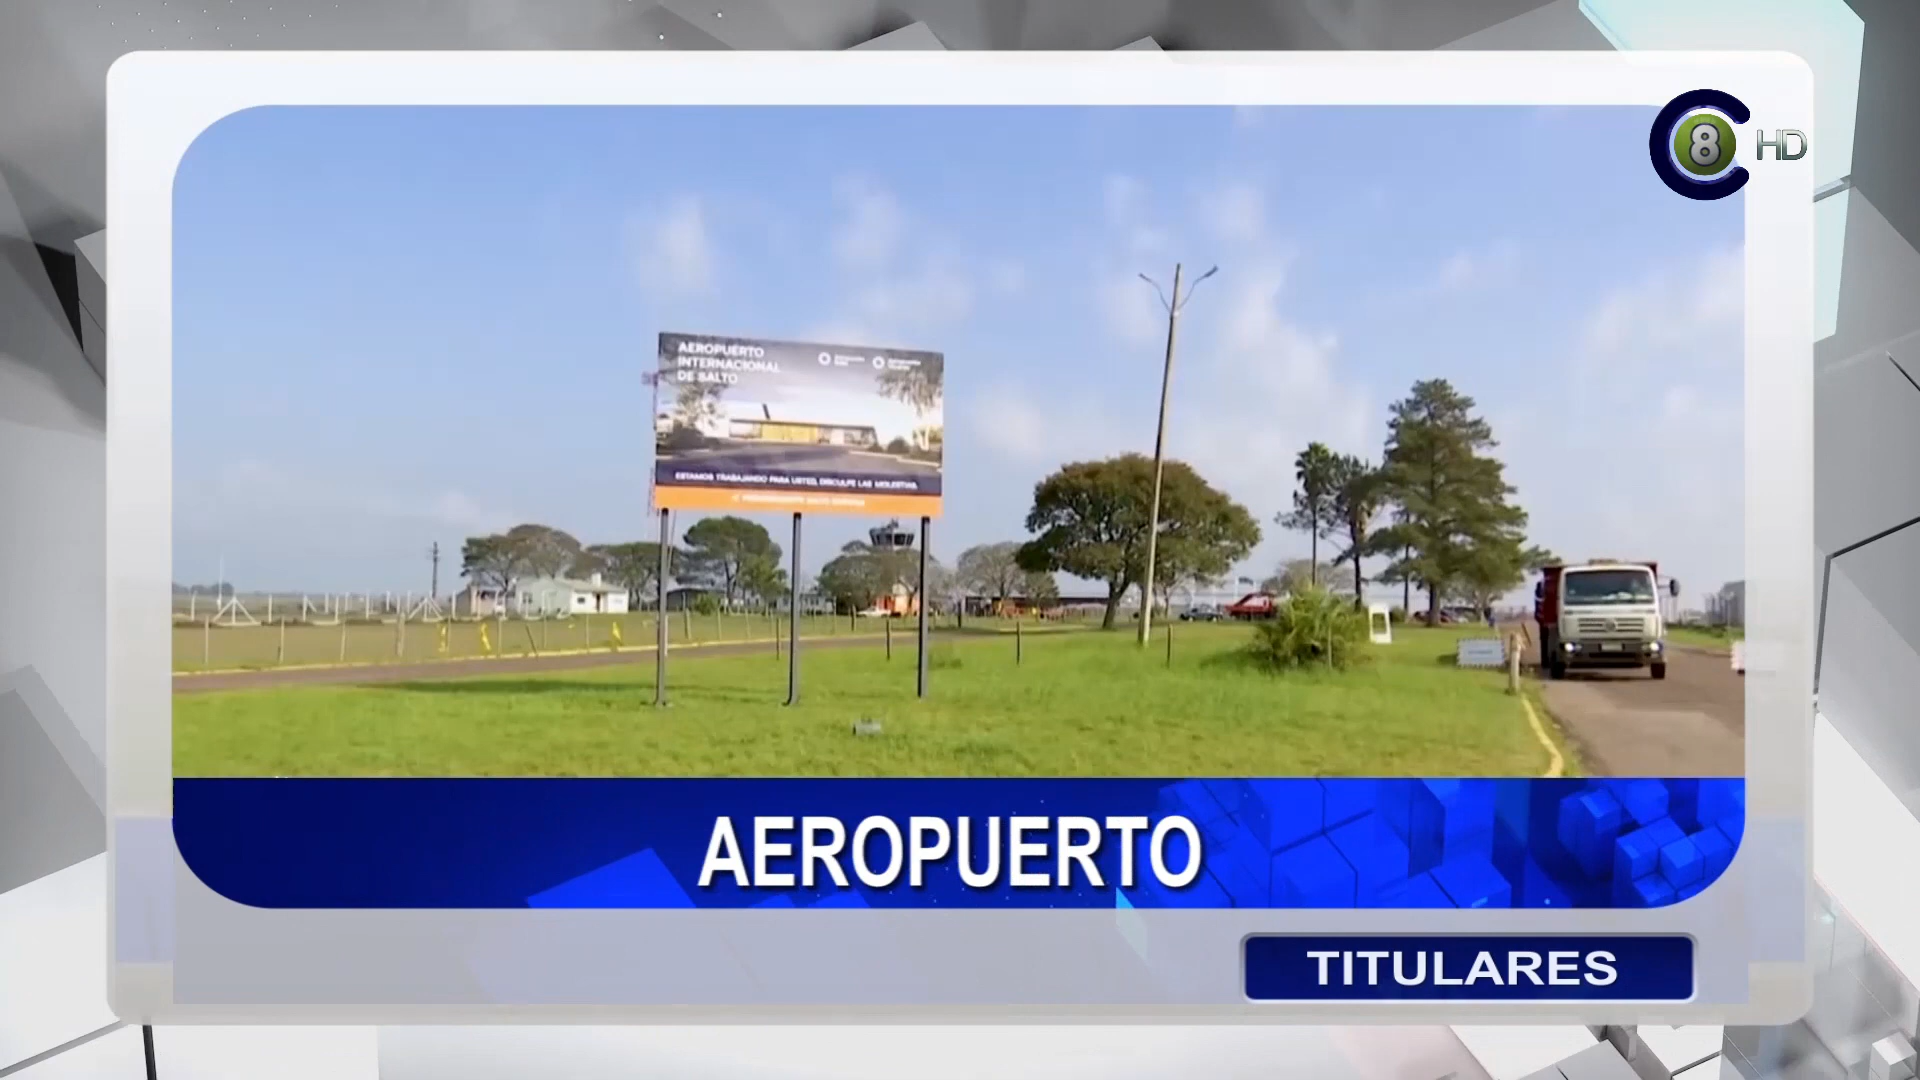 8 HD
AEROPUERTO
INTERNACIONAL
DE SALTO
ESTAMOS TRABAJANDO PARA USTED, DISCULPE LAS MOLESTIAS.
AEROPUERTO
TITULARES